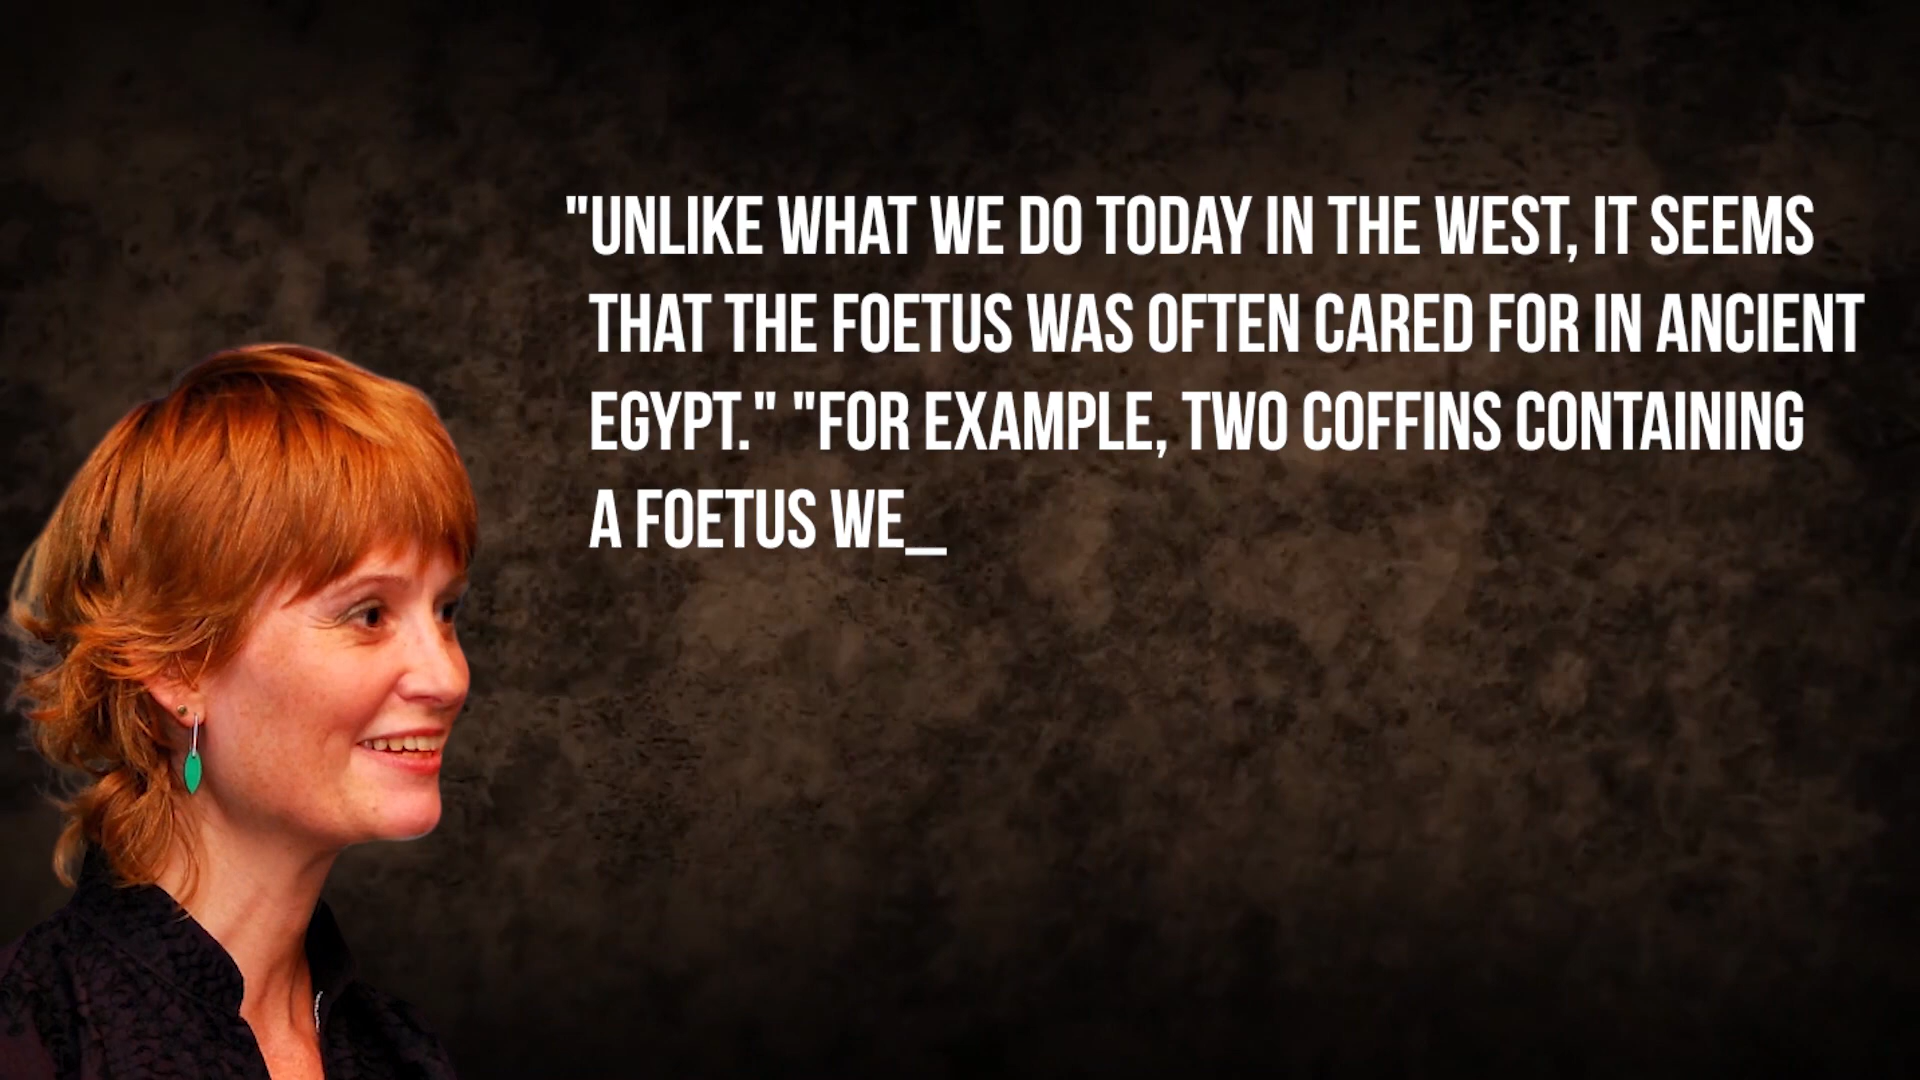 "UNLIKE WHAT WE DO TODAY IN THE WEST, IT SEEMS
THAT THE FOETUS WAS OFTEN CARED FOR IN ANCIENT
EGYPT." "FOR EXAMPLE, TWO COFFINS CONTAINING
A FOETUS WE_